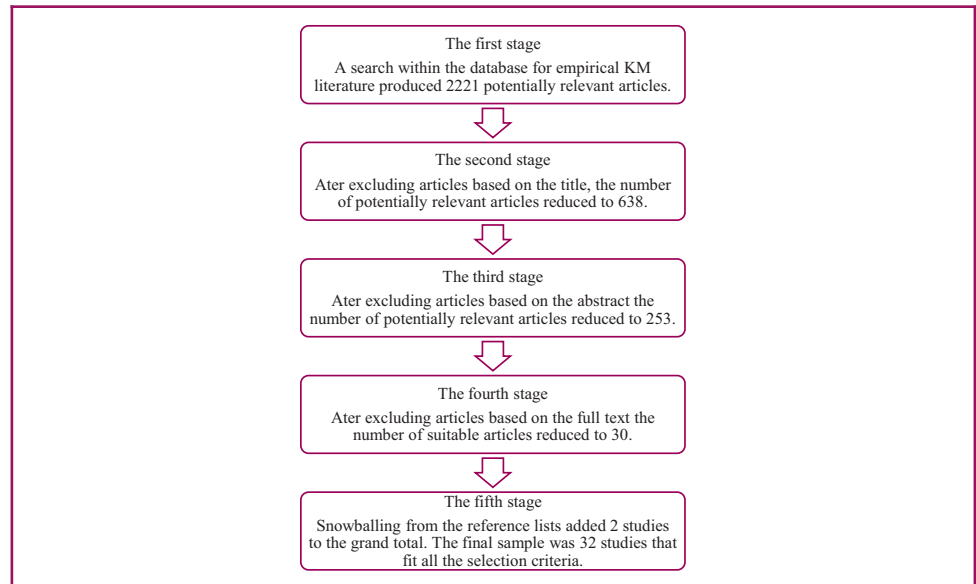 The first stage
A search within the database for empirical KM
literature produced 2221 potentially relevant articles.
The second stage
Ater excluding articles based on the title, the number
of potentially relevant articles reduced to 638.
The third stage
Ater excluding articles based on the abstract the
number of potentially relevant articles reduced to 253.
The fourth stage
Ater excluding articles based on the full text the
number of suitable articles reduced to 30.
The fifth stage
Snowballing from the reference lists added 2 studies
to the grand total. The final sample was 32 studies that
fit all the selection criteria.